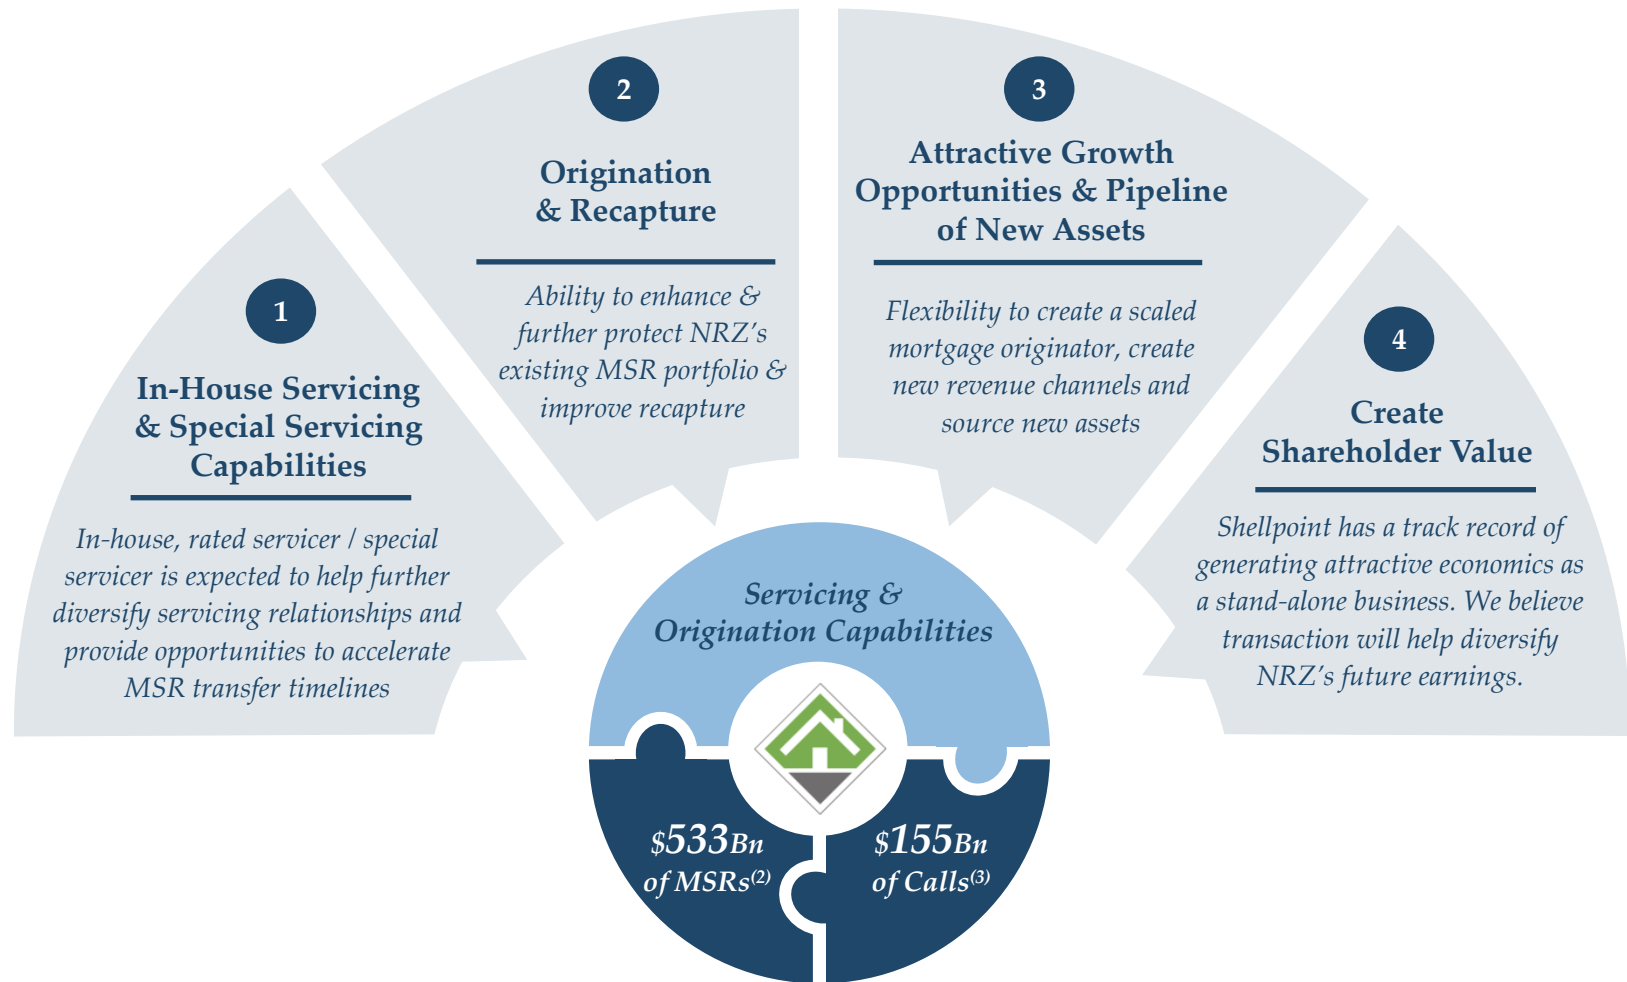 1
In-House Servicing
& Special Servicing
Capabilities
In-house, rated servicer / special
servicer is expected to help further
diversify servicing relationships and
provide opportunities to accelerate
MSR transfer timelines
2
Origination
& Recapture
Ability to enhance &
further protect NRZ’s
existing MSR portfolio &
improve recapture
3
Attractive Growth
Opportunities & Pipeline
of New Assets
Flexibility to create a scaled
mortgage originator, create
new revenue channels and
source new assets
4
Create
Shareholder Value
Shellpoint has a track record of
generating attractive economics as
a stand-alone business. We believe
transaction will help diversify
NRZ’s future earnings.
Servicing &
Origination Capabilities
$533Bn
of MSRs(2)
$155Bn
of Calls(3)